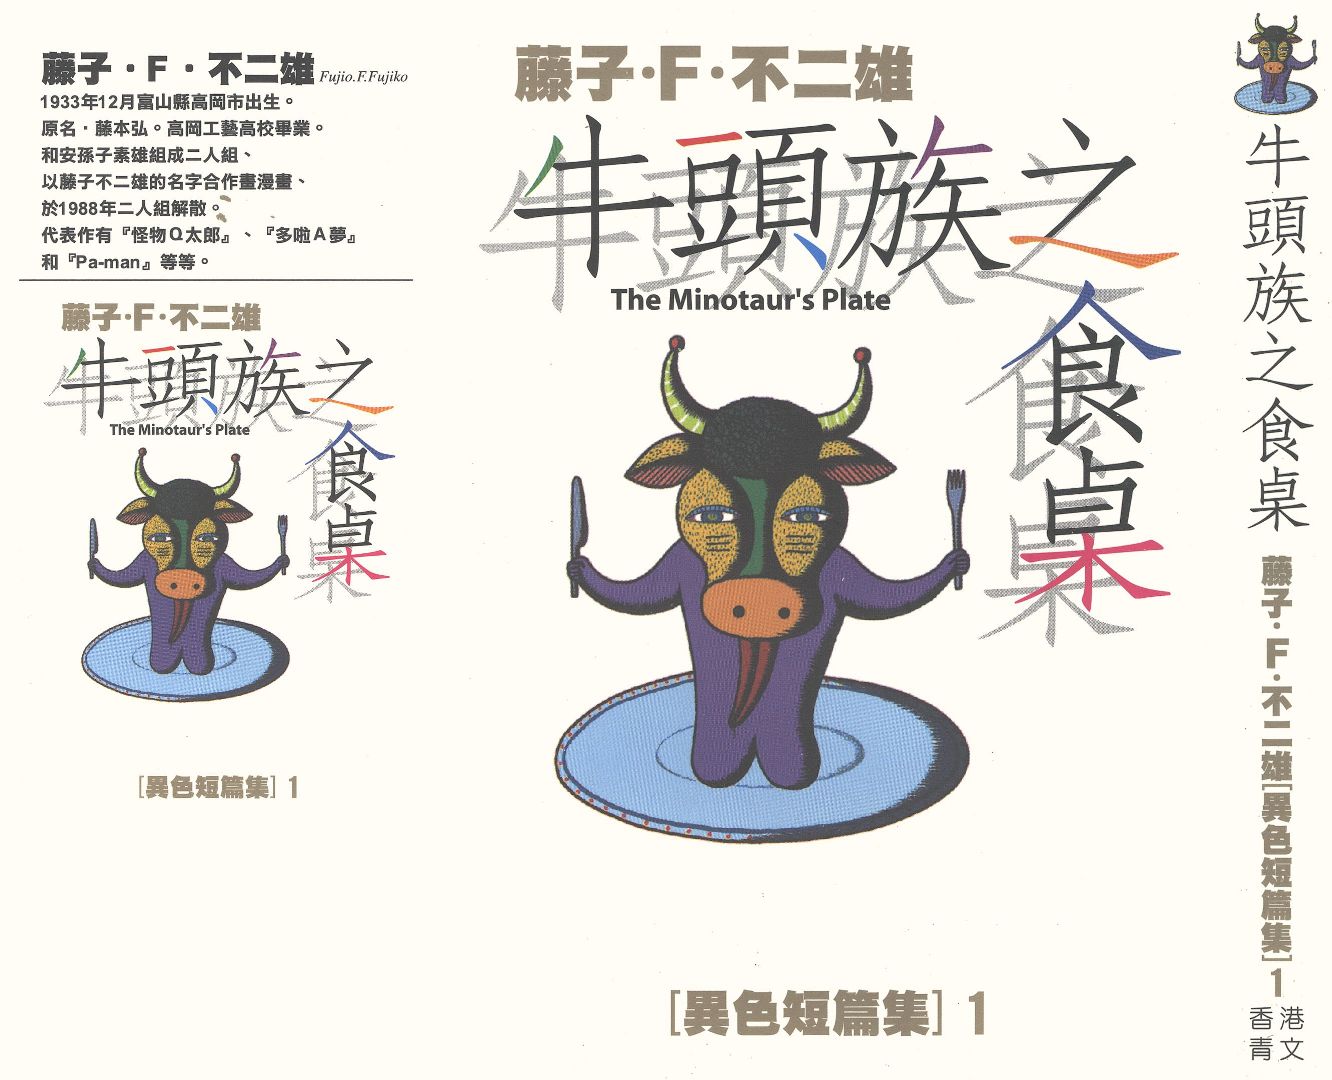 藤子・F・不二雄 Fujio.F.Fujiko
1933年12月富山縣高岡市出生。
原名・藤本弘。高岡工藝高校畢業。
和安孫子素雄組成二人組、
以藤子不二雄的名字合作畫漫畫、
於1988年二人組解散。
代表作有『怪物Q太郎』、『多啦A夢』
和『Pa-man』等等。
藤子・F・不二雄
牛頭族之食桌
The Minotaur's Plate
[異色短篇集] 1
藤子・F・不二雄
牛頭族之食桌
The Minotaur's Plate
[異色短篇集] 1
牛頭族之食桌
藤子・F・不二雄[異色短篇集] 1
香港
青文